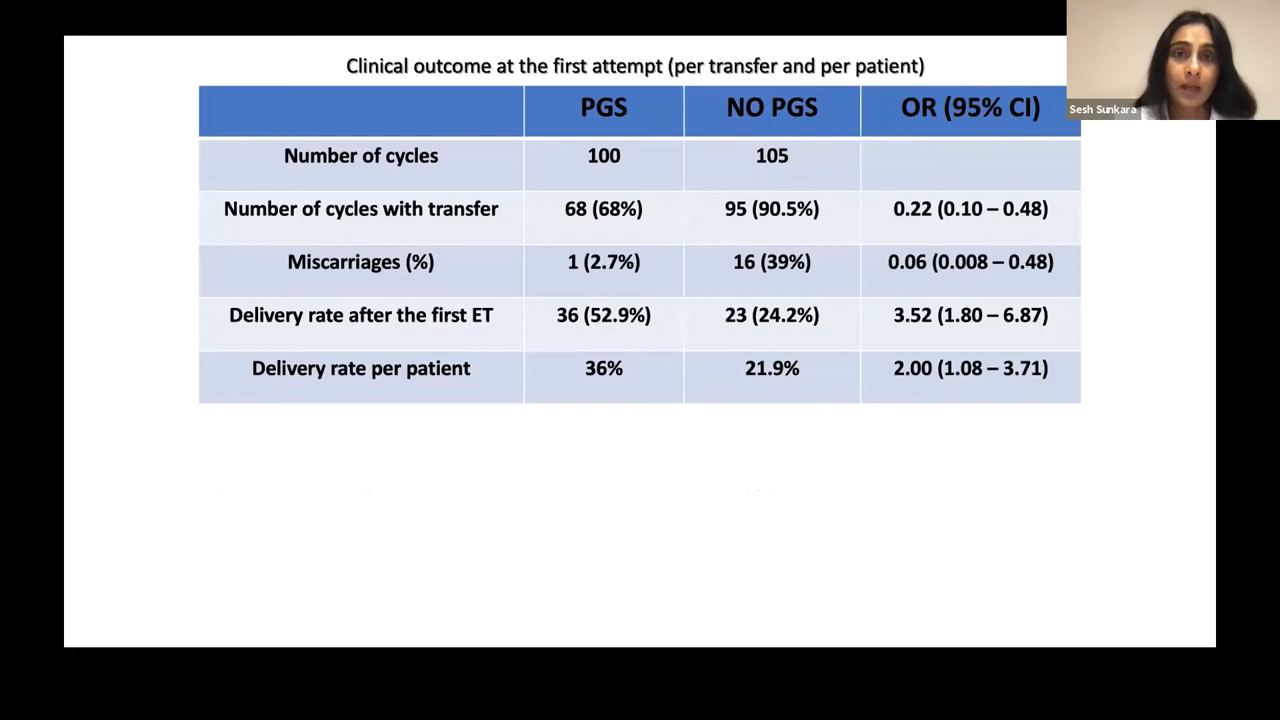 Clinical outcome at the first attempt (per transfer and per patient)
PGS NO PGS OR (95% CI)
Number of cycles 100 105
Number of cycles with transfer 68 (68%) 95 (90.5%) 0.22 (0.10 – 0.48)
Miscarriages (%) 1 (2.7%) 16 (39%) 0.06 (0.008 – 0.48)
Delivery rate after the first ET 36 (52.9%) 23 (24.2%) 3.52 (1.80 – 6.87)
Delivery rate per patient 36% 21.9% 2.00 (1.08 – 3.71)
Sesh Sunkara